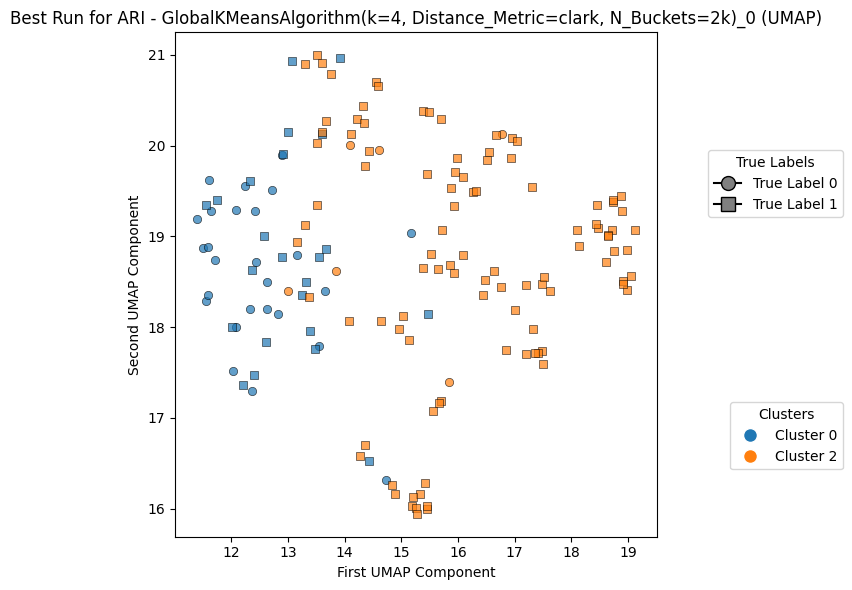 Best Run for ARI - GlobalKMeansAlgorithm(k=4, Distance_Metric=clark, N_Buckets=2k)_0 (UMAP)
21
20
19
18
17
16
Second UMAP Component
12 13 14 15 16 17 18 19
First UMAP Component
True Labels
True Label 0
True Label 1
Clusters
Cluster 0
Cluster 2